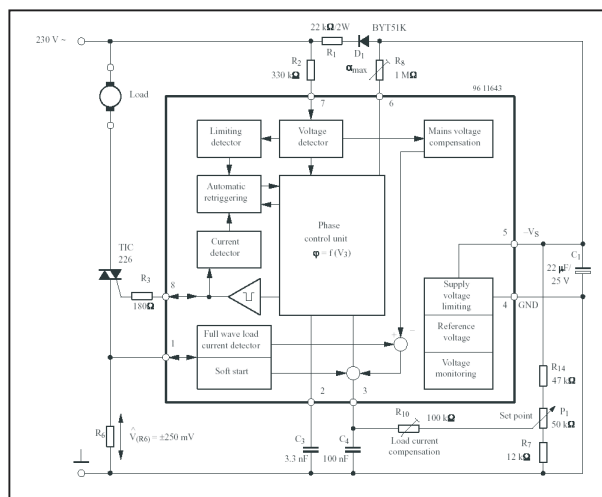 22 kΩ/2W
BYT51K
230 V ~
R1
D1
R2
330 kΩ
αmax
R8
1 MΩ
96 11643
Load
7
6
Limiting
detector
Voltage
detector
Mains voltage
compensation
Automatic
retriggering
Phase
control unit
φ = f (V3)
5
–VS
TIC
226
Current
detector
C1
22 µF/
25 V
R3
180Ω
8
Supply
voltage
limiting
4
GND
Reference
voltage
1
Full wave load
current detector
+
–
Soft start
Voltage
monitoring
R14
47 kΩ
2
3
R6
V̂(R6) = ±250 mV
R10
100 kΩ
Set point
P1
50 kΩ
C3
3.3 nF
C4
100 nF
Load current
compensation
R7
12 kΩ